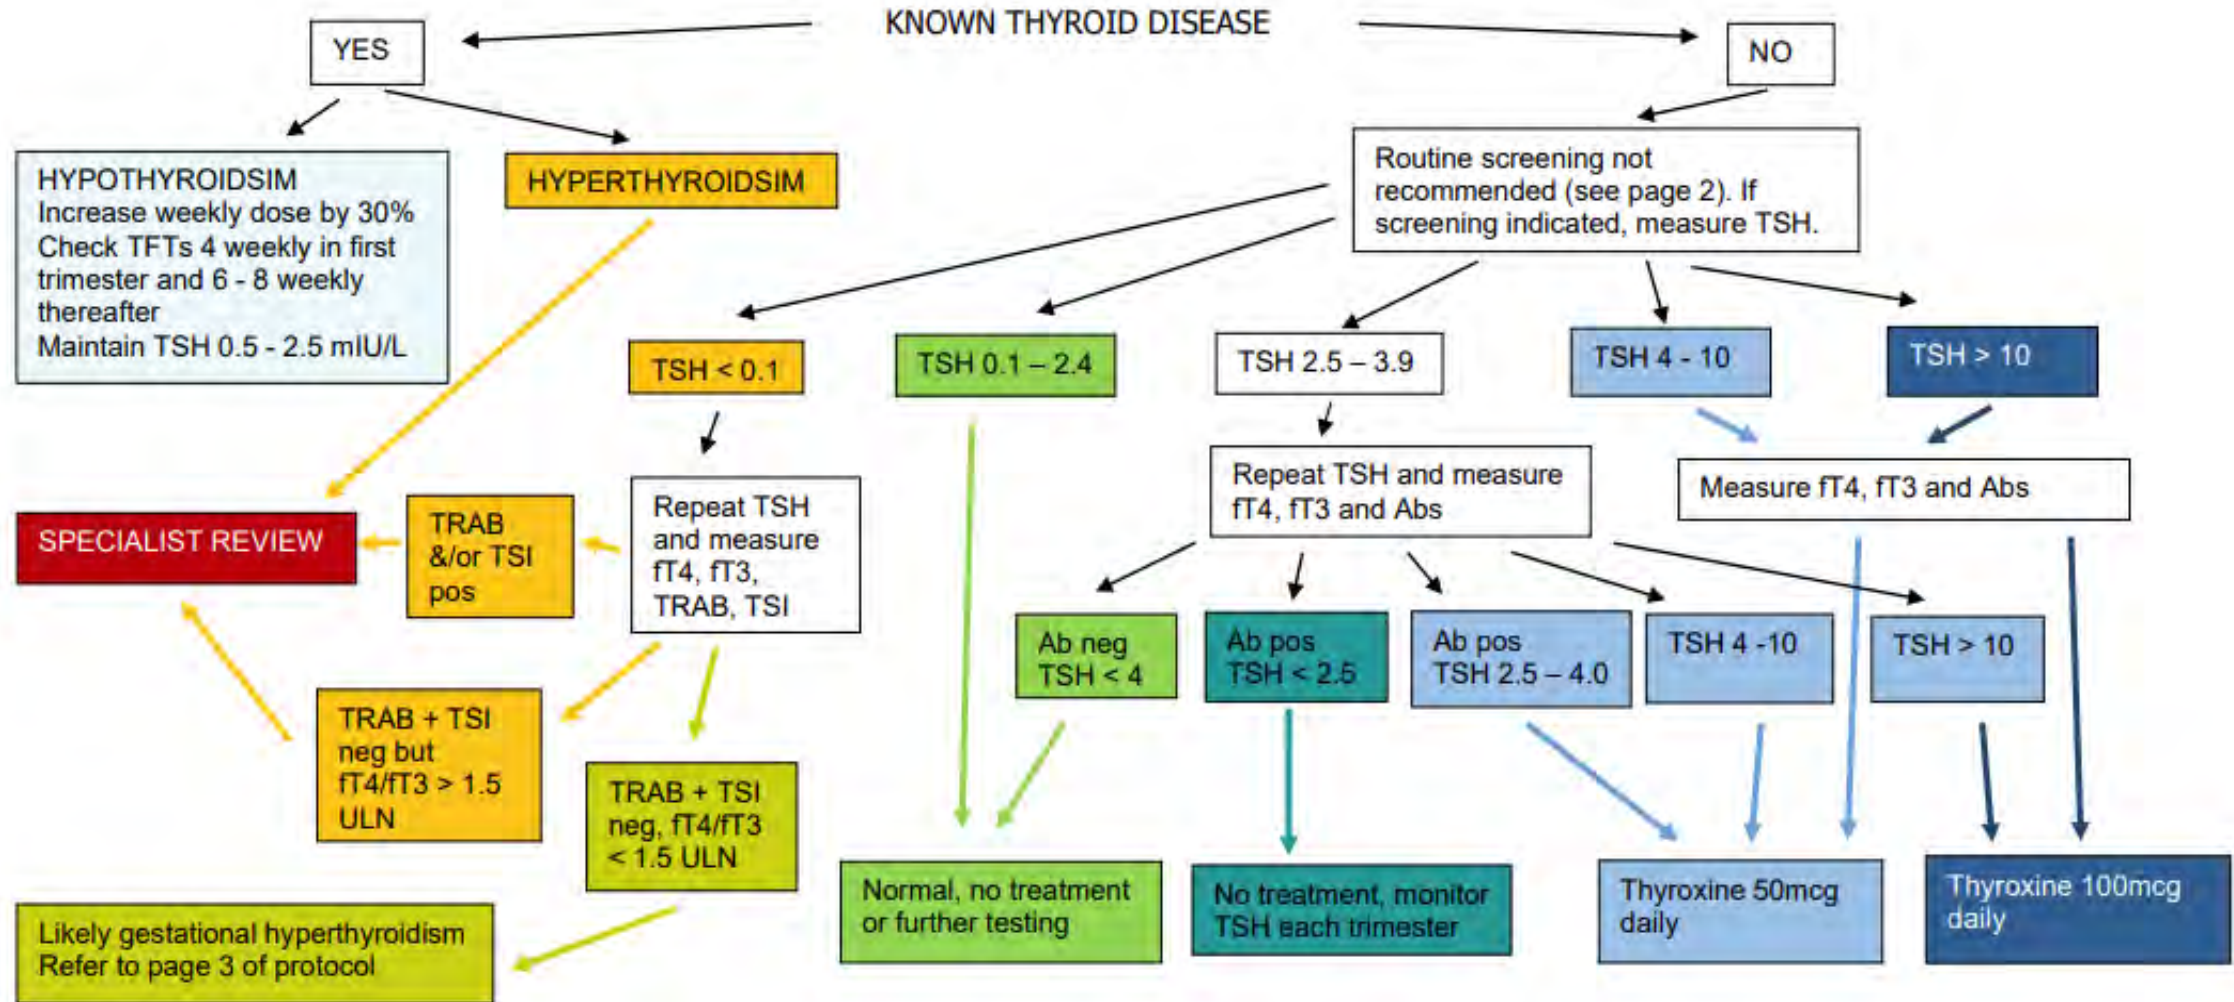 KNOWN THYROID DISEASE
YES
NO
HYPOTHYROIDSIM
Increase weekly dose by 30%
Check TFTs 4 weekly in first
trimester and 6 - 8 weekly
thereafter
Maintain TSH 0.5 - 2.5 mIU/L
HYPERTHYROIDSIM
Routine screening not
recommended (see page 2). If
screening indicated, measure TSH.
TSH < 0.1
TSH 0.1 – 2.4
TSH 2.5 – 3.9
TSH 4 - 10
TSH > 10
SPECIALIST REVIEW
TRAB
&/or TSI
pos
Repeat TSH
and measure
fT4, fT3,
TRAB, TSI
Repeat TSH and measure
fT4, fT3 and Abs
Measure fT4, fT3 and Abs
Ab neg
TSH < 4
Ab pos
TSH < 2.5
Ab pos
TSH 2.5 – 4.0
TSH 4 -10
TSH > 10
TRAB + TSI
neg but
fT4/fT3 > 1.5
ULN
TRAB + TSI
neg, fT4/fT3
< 1.5 ULN
Likely gestational hyperthyroidism
Refer to page 3 of protocol
Normal, no treatment
or further testing
No treatment, monitor
TSH each trimester
Thyroxine 50mcg
daily
Thyroxine 100mcg
daily